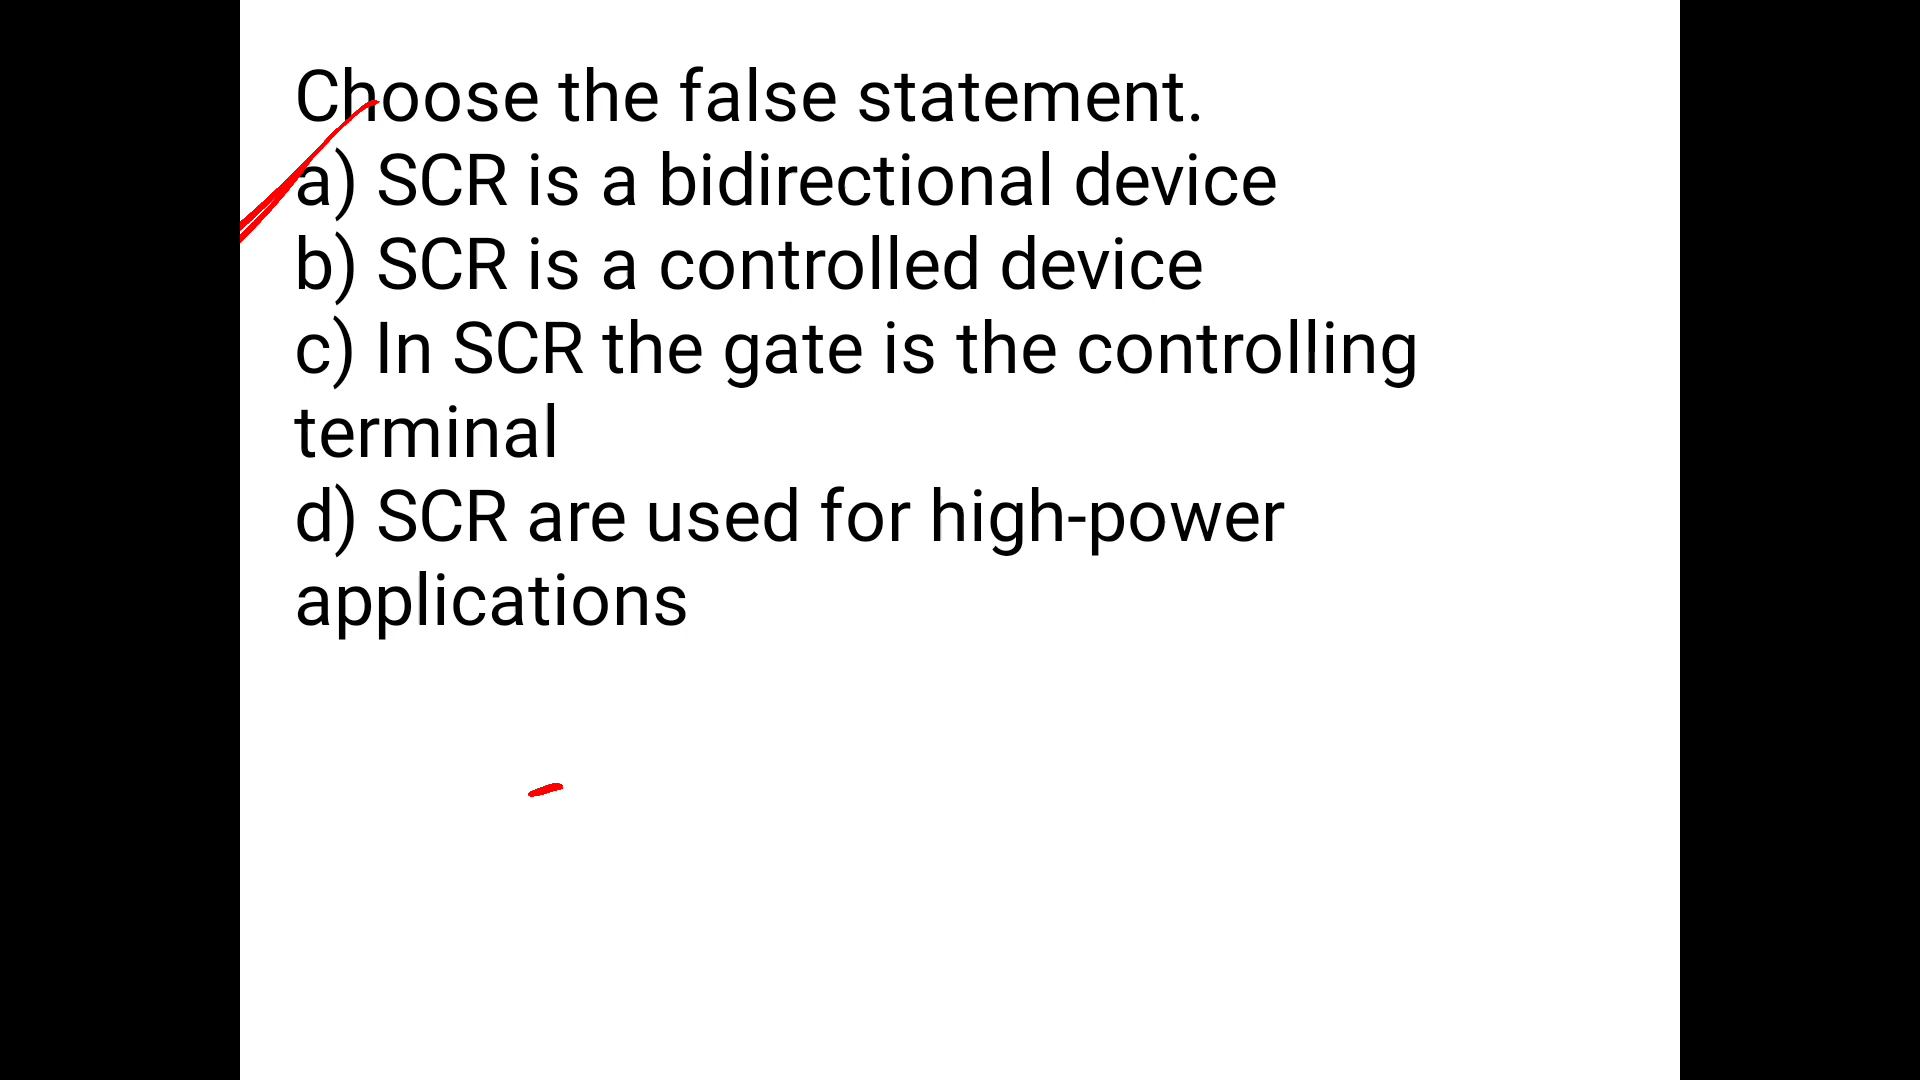 Choose the false statement.
a) SCR is a bidirectional device
b) SCR is a controlled device
c) In SCR the gate is the controlling
terminal
d) SCR are used for high-power
applications